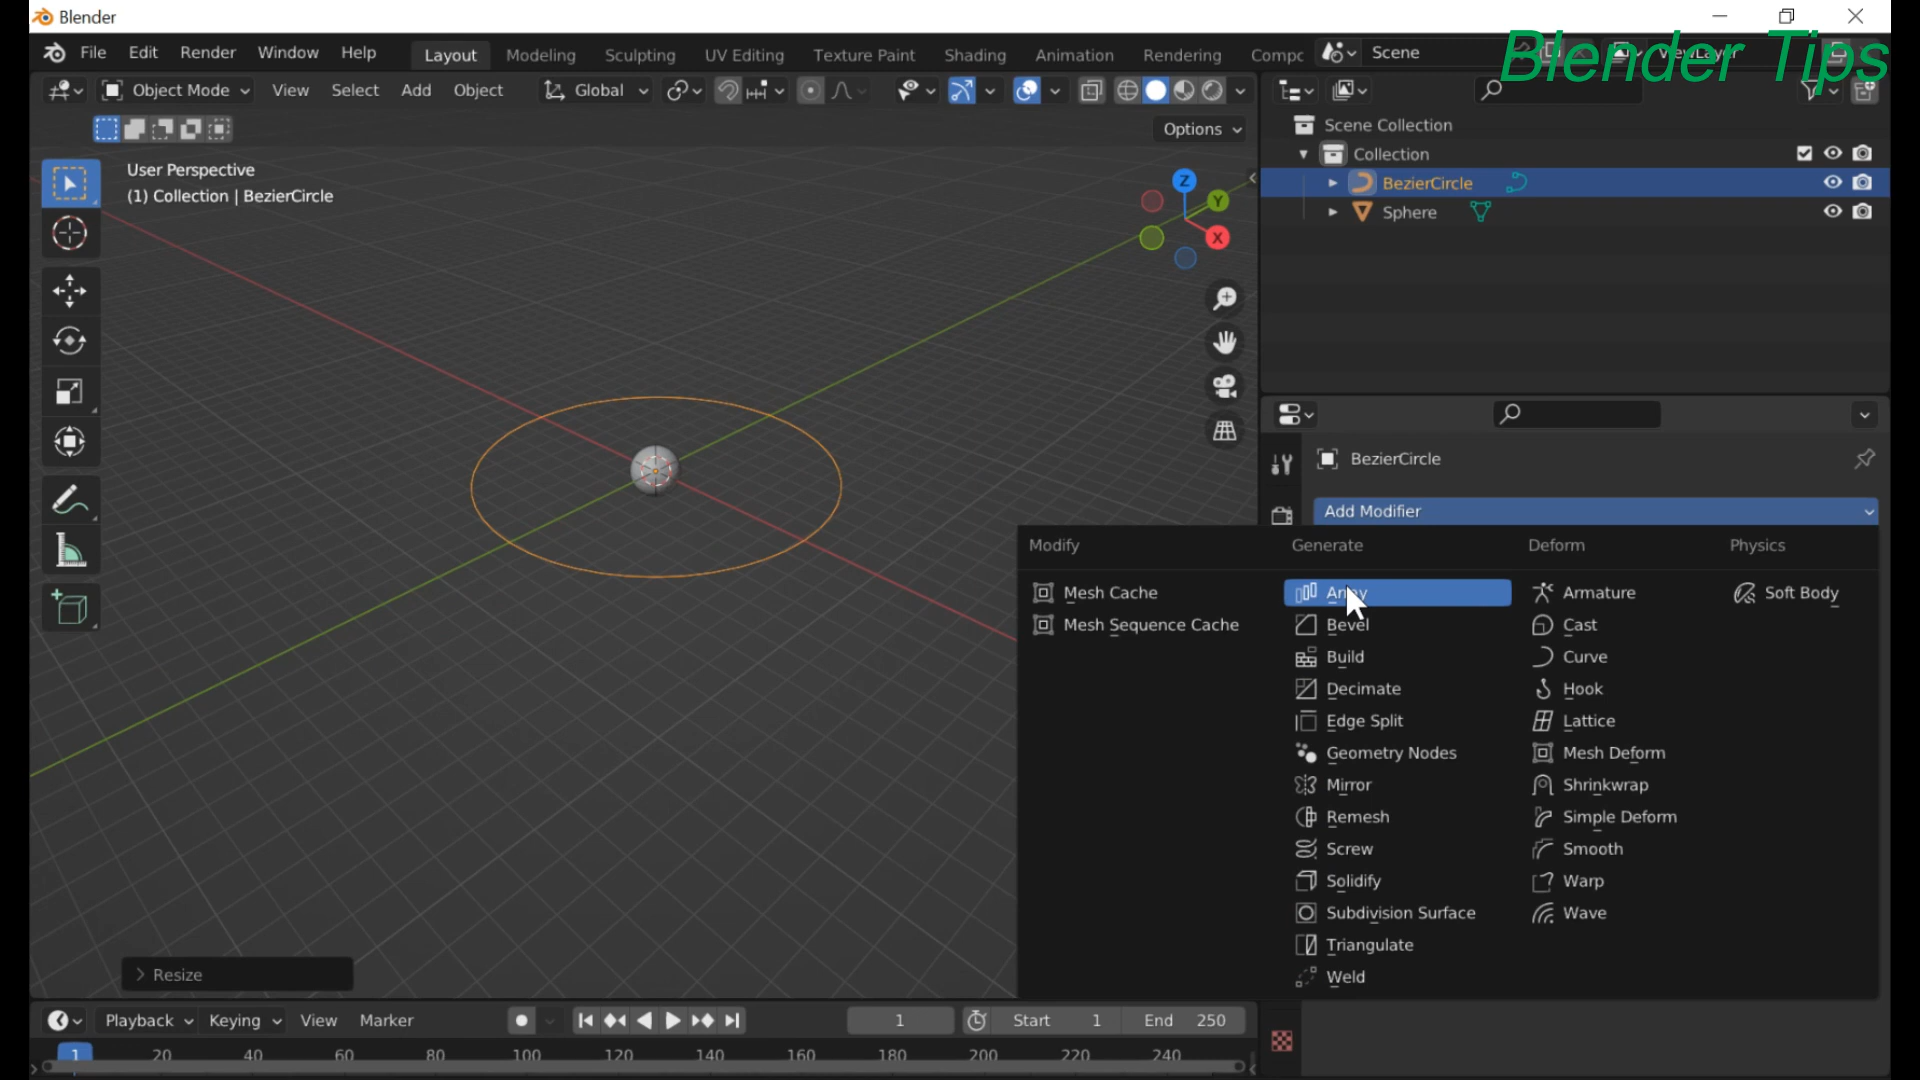 Blender
File Edit Render Window Help Layout Modeling Sculpting UV Editing Texture Paint Shading Animation Rendering Compc Scene ViewLayer
Blender Tips
Object Mode View Select Add Object Global
Options
User Perspective
(1) Collection | BezierCircle
Z
Y
X
Scene Collection
Collection
BezierCircle
Sphere
BezierCircle
Add Modifier
Modify Generate Deform Physics
Mesh Cache Array Armature Soft Body
Mesh Sequence Cache Bevel Cast
Build Curve
Decimate Hook
Edge Split Lattice
Geometry Nodes Mesh Deform
Mirror Shrinkwrap
Remesh Simple Deform
Screw Smooth
Solidify Warp
Subdivision Surface Wave
Triangulate
Weld
Resize
Playback Keying View Marker 1 Start 1 End 250
1 20 40 60 80 100 120 140 160 180 200 220 240